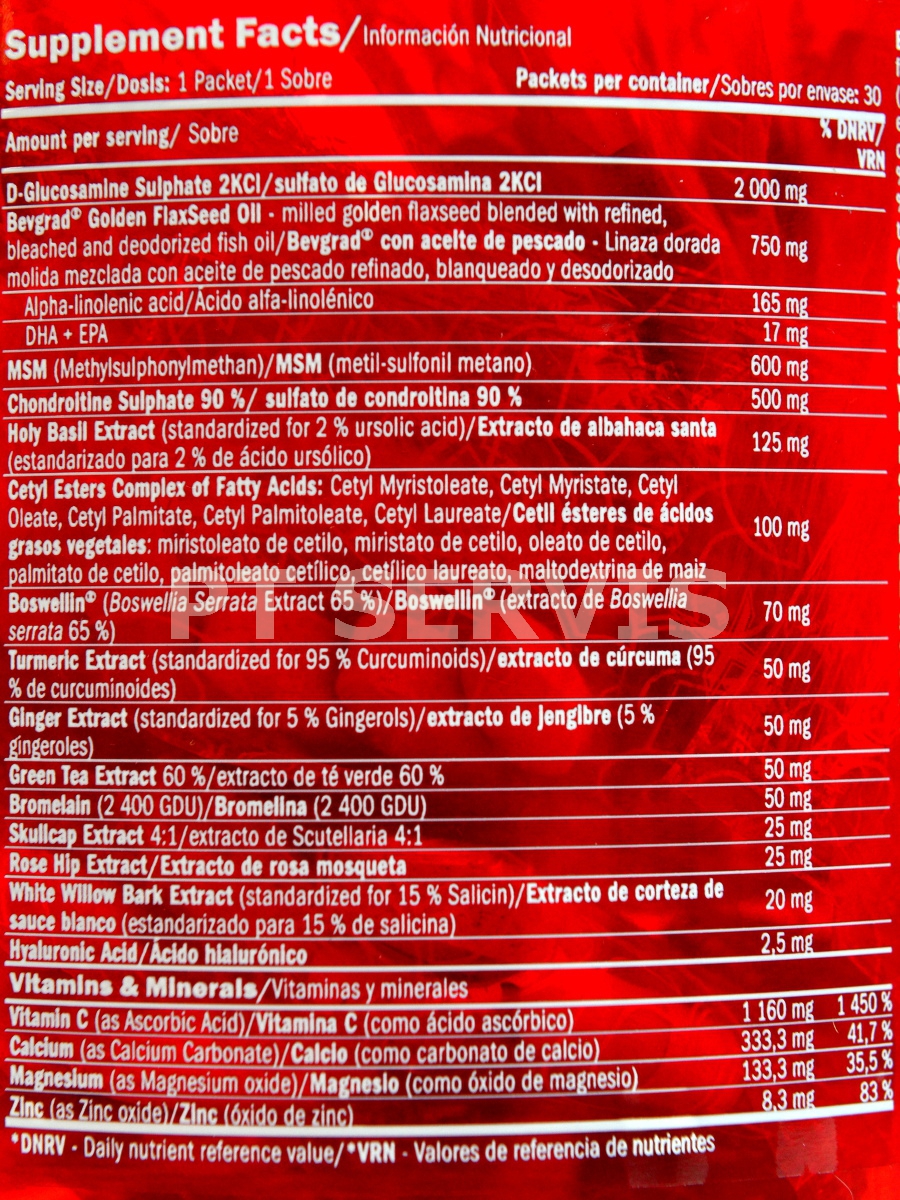 Supplement Facts/Información Nutricional
Serving Size/Dosis: 1 Packet/1 Sobre Packets per container/Sobres por envase: 30
Amount per serving/ Sobre % DNRV/
VRN
D-Glucosamine Sulphate 2KCl/sulfato de Glucosamina 2KCl 2 000 mg
Bevgrad® Golden FlaxSeed Oil - milled golden flaxseed blended with refined,
bleached and deodorized fish oil/Bevgrad® con aceite de pescado - Linaza dorada 750 mg
molida mezclada con aceite de pescado refinado, blanqueado y desodorizado
Alpha-linolenic acid/Ácido alfa-linolénico 165 mg
DHA + EPA 17 mg
MSM (Methylsulphonylmethan)/MSM (metil-sulfonil metano) 600 mg
Chondroitine Sulphate 90 %/ sulfato de condroitina 90 % 500 mg
Holy Basil Extract (standardized for 2 % ursolic acid)/Extracto de albahaca santa
(estandarizado para 2 % de ácido ursólico) 125 mg
Cetyl Esters Complex of Fatty Acids: Cetyl Myristoleate, Cetyl Myristate, Cetyl
Oleate, Cetyl Palmitate, Cetyl Palmitoleate, Cetyl Laureate/Cetil ésteres de ácidos
grasos vegetales: miristoleato de cetilo, miristato de cetilo, oleato de cetilo, 100 mg
palmitato de cetilo, palmitoleato cetílico, cetílico laureato, maltodextrina de maiz
PT SERVIS
Boswellin® (Boswellia Serrata Extract 65 %)/Boswellin® (extracto de Boswellia
serrata 65 %) 70 mg
Turmeric Extract (standardized for 95 % Curcuminoids)/extracto de cúrcuma (95
% de curcuminoides) 50 mg
Ginger Extract (standardized for 5 % Gingerols)/extracto de jengibre (5 %
gingeroles) 50 mg
Green Tea Extract 60 %/extracto de té verde 60 % 50 mg
Bromelain (2 400 GDU)/Bromelina (2 400 GDU) 50 mg
Skullcap Extract 4:1/extracto de Scutellaria 4:1 25 mg
Rose Hip Extract/Extracto de rosa mosqueta 25 mg
White Willow Bark Extract (standardized for 15 % Salicin)/Extracto de corteza de
sauce blanco (estandarizado para 15 % de salicina) 20 mg
Hyaluronic Acid/Ácido hialurónico 2,5 mg
Vitamins & Minerals/Vitaminas y minerales
Vitamin C (as Ascorbic Acid)/Vitamina C (como ácido ascórbico) 1 160 mg 1 450 %
Calcium (as Calcium Carbonate)/Calcio (como carbonato de calcio) 333,3 mg 41,7 %
Magnesium (as Magnesium oxide)/Magnesio (como óxido de magnesio) 133,3 mg 35,5 %
Zinc (as Zinc oxide)/Zinc (óxido de zinc) 8,3 mg 83 %
*DNRV - Daily nutrient reference value/*VRN - Valores de referencia de nutrientes